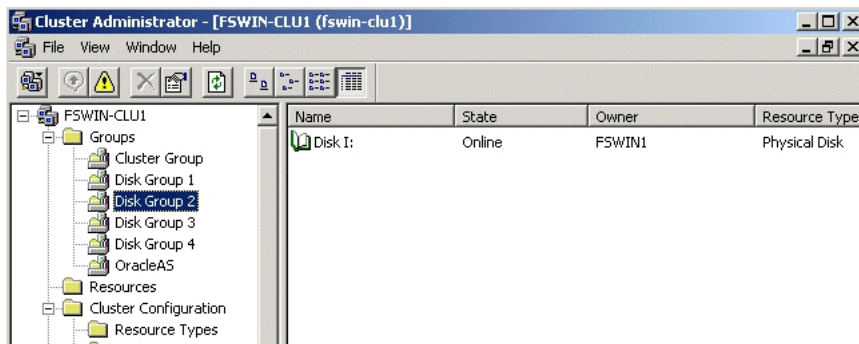 Cluster Administrator - [FSWIN-CLU1 (fswin-clu1)]
File View Window Help
FSWIN-CLU1
Groups
Cluster Group
Disk Group 1
Disk Group 2
Disk Group 3
Disk Group 4
OracleAS
Resources
Cluster Configuration
Resource Types
Name State Owner Resource Type
Disk I: Online FSWIN1 Physical Disk